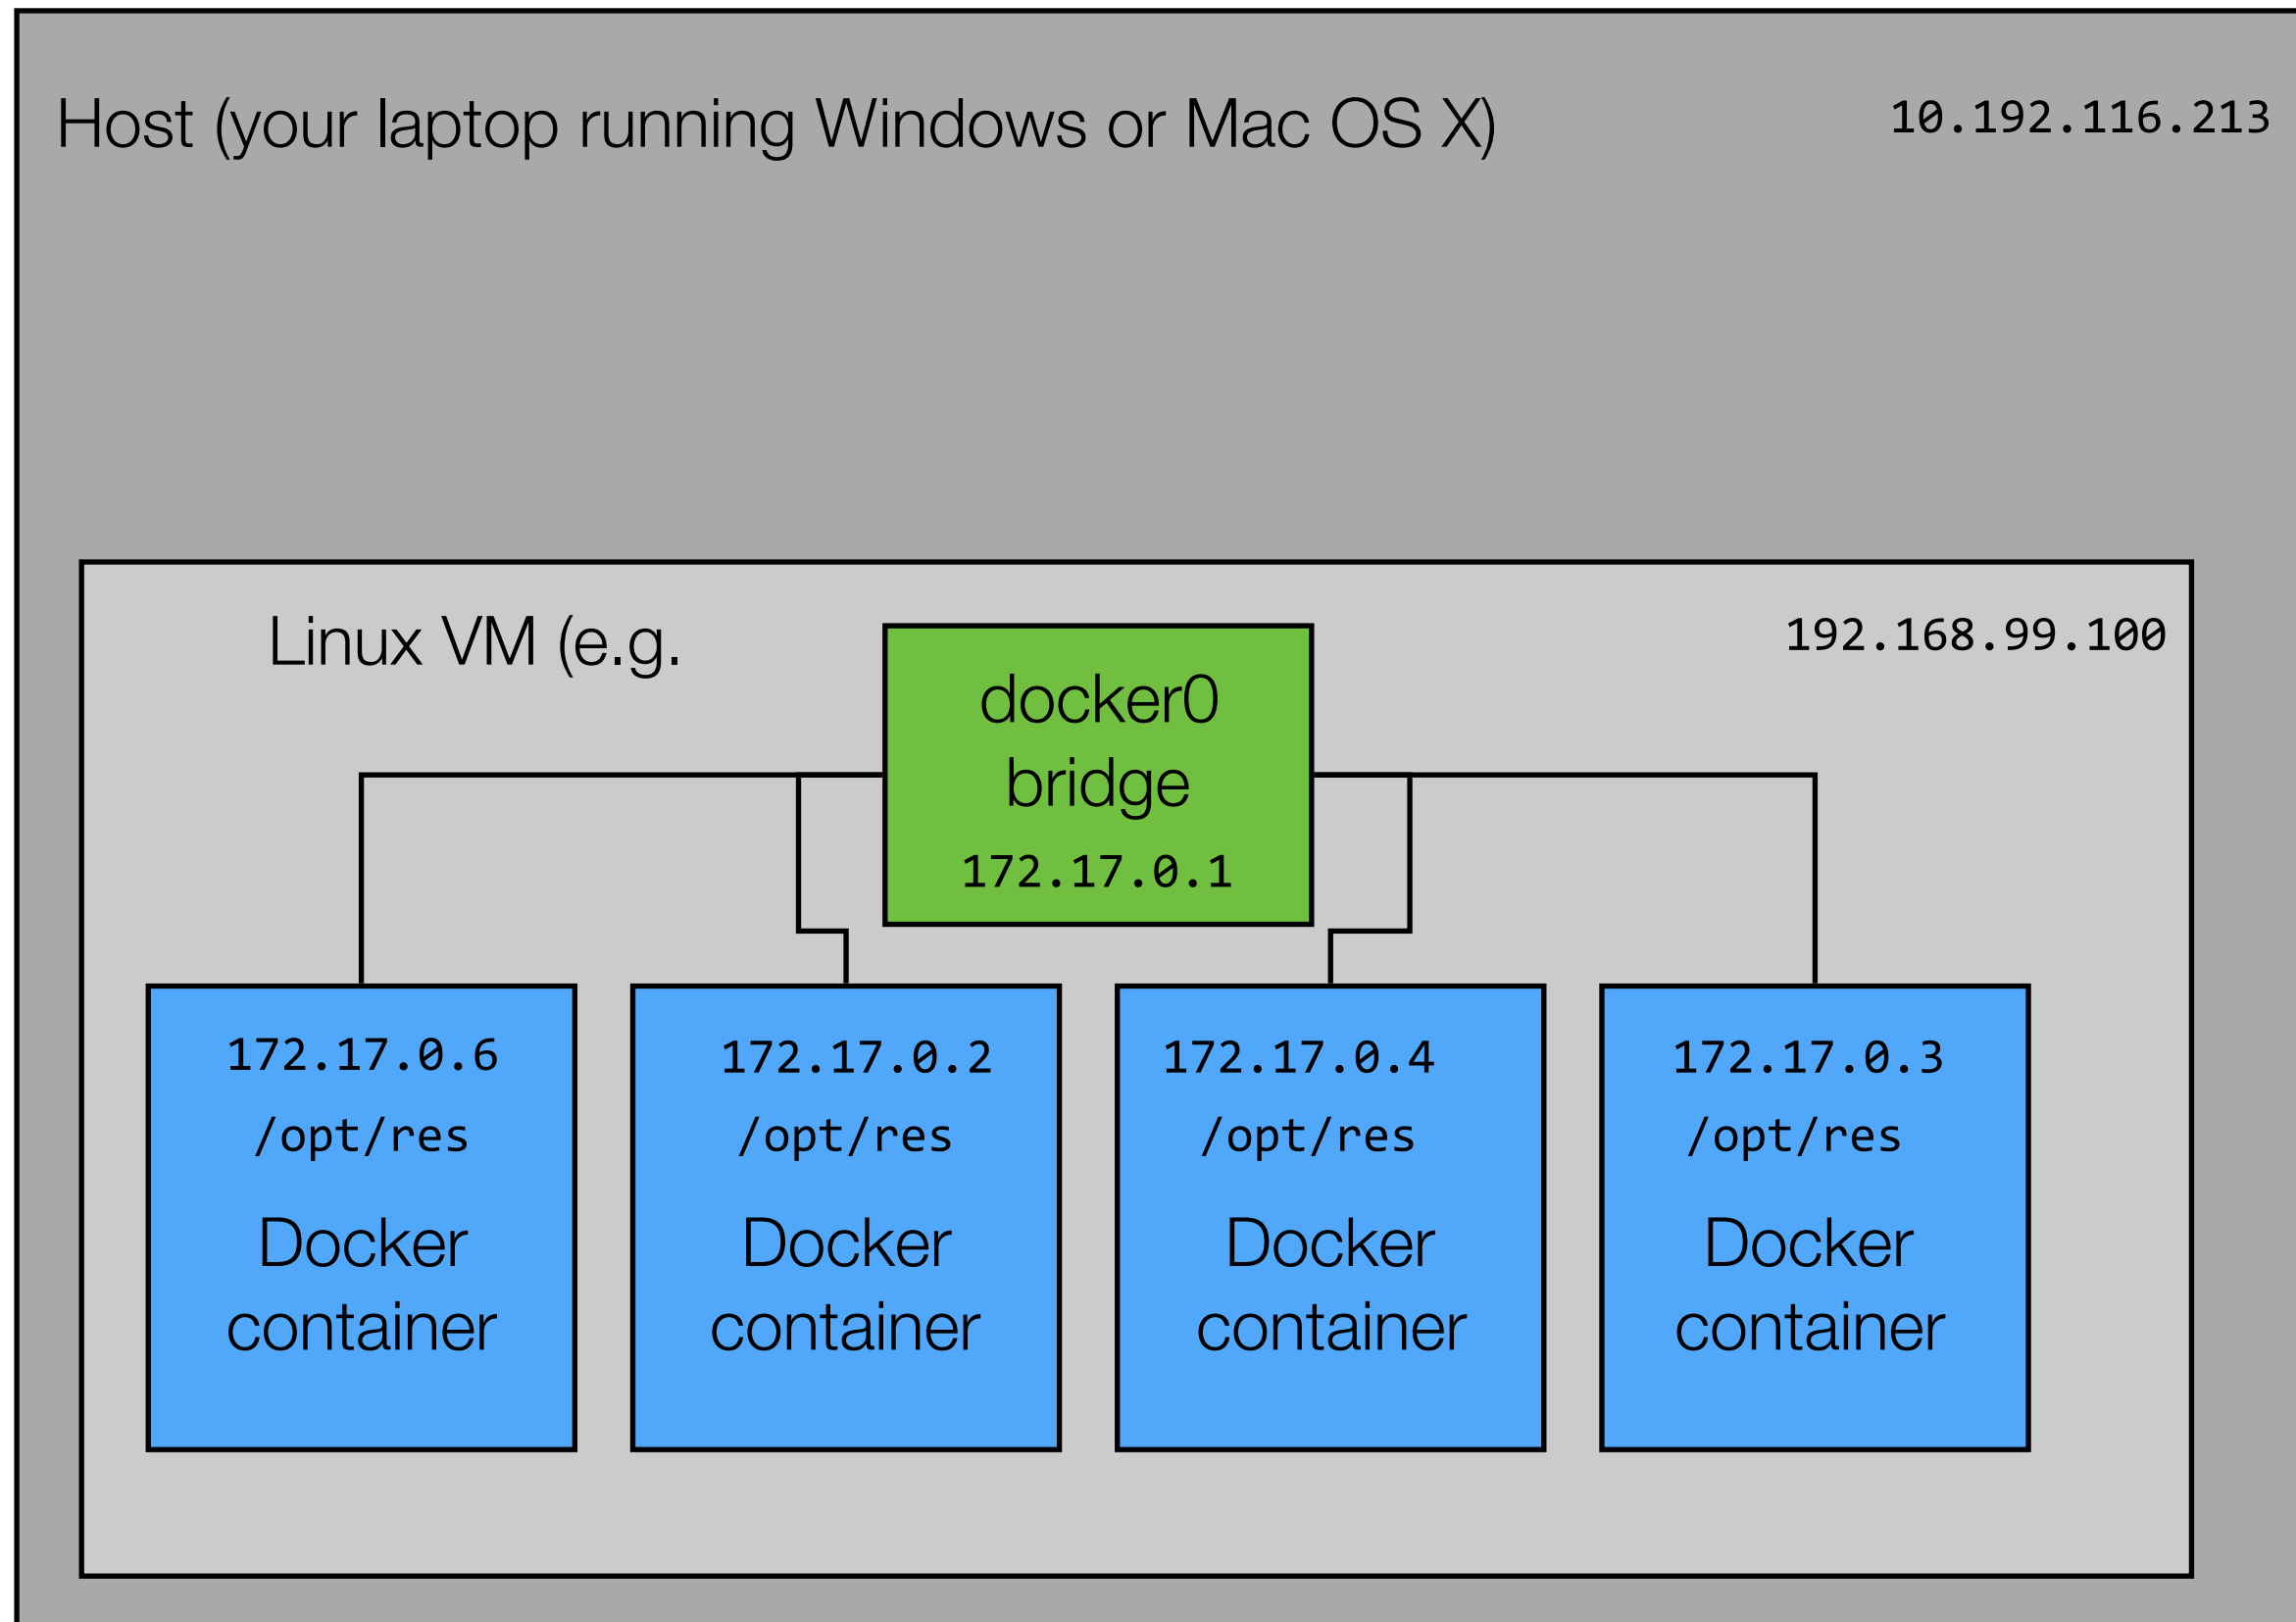 Host (your laptop running Windows or Mac OS X)
10.192.116.213
Linux VM (e.g.
192.168.99.100
docker0
bridge
172.17.0.1
172.17.0.6
/opt/res
Docker
container
172.17.0.2
/opt/res
Docker
container
172.17.0.4
/opt/res
Docker
container
172.17.0.3
/opt/res
Docker
container